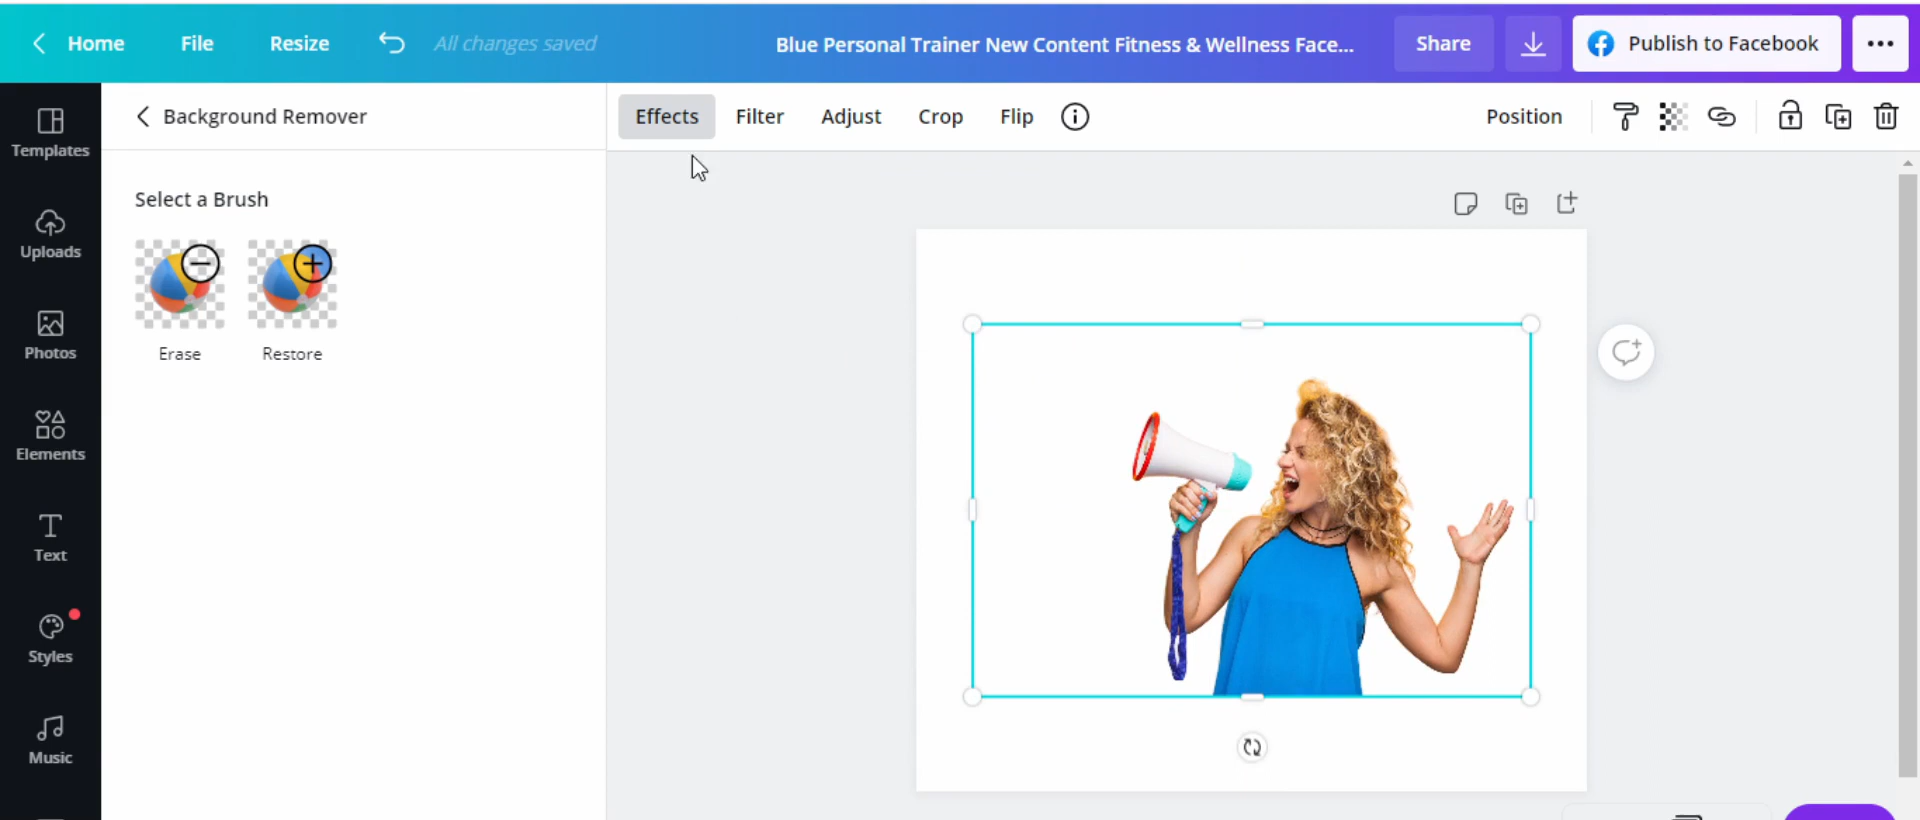 Home File Resize All changes saved Blue Personal Trainer New Content Fitness & Wellness Face... Share Publish to Facebook
Background Remover
Effects Filter Adjust Crop Flip Position
Select a Brush
Erase Restore
Templates
Uploads
Photos
Elements
Text
Styles
Music